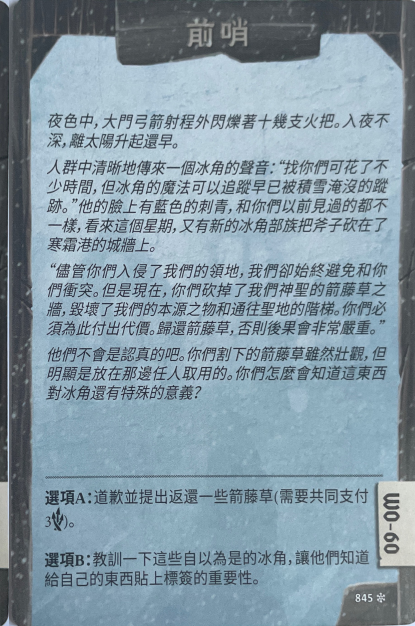 前哨
夜色中，大門弓箭射程外閃爍著十幾支火把。入夜不
深，離太陽升起還早。
人群中清晰地傳來一個冰角的聲音：“找你們可花了不
少時間，但冰角的魔法可以追蹤早已被積雪淹沒的蹤
跡。”他的臉上有藍色的刺青，和你們以前見過的都不
一樣，看來這個星期，又有新的冰角部族把斧子砍在了
寒霜港的城牆上。
“儘管你們入侵了我們的領地，我們卻始終避免和你
們衝突。但是現在，你們砍掉了我們神聖的箭藤草之
牆，毀壞了我們的本源之物和通往聖地的階梯。你們必
須為此付出代價。歸還箭藤草，否則後果會非常嚴重。”
他們不會是認真的吧。你們割下的箭藤草雖然壯觀，但
明顯是放在那邊任人取用的。你們怎麼會知道這東西
對冰角還有特殊的意義？
選項A：道歉並提出返還一些箭藤草(需要共同支付
3)。
選項B：教訓一下這些自以為是的冰角，讓他們知道
給自己的東西貼上標簽的重要性。
WO-60
845